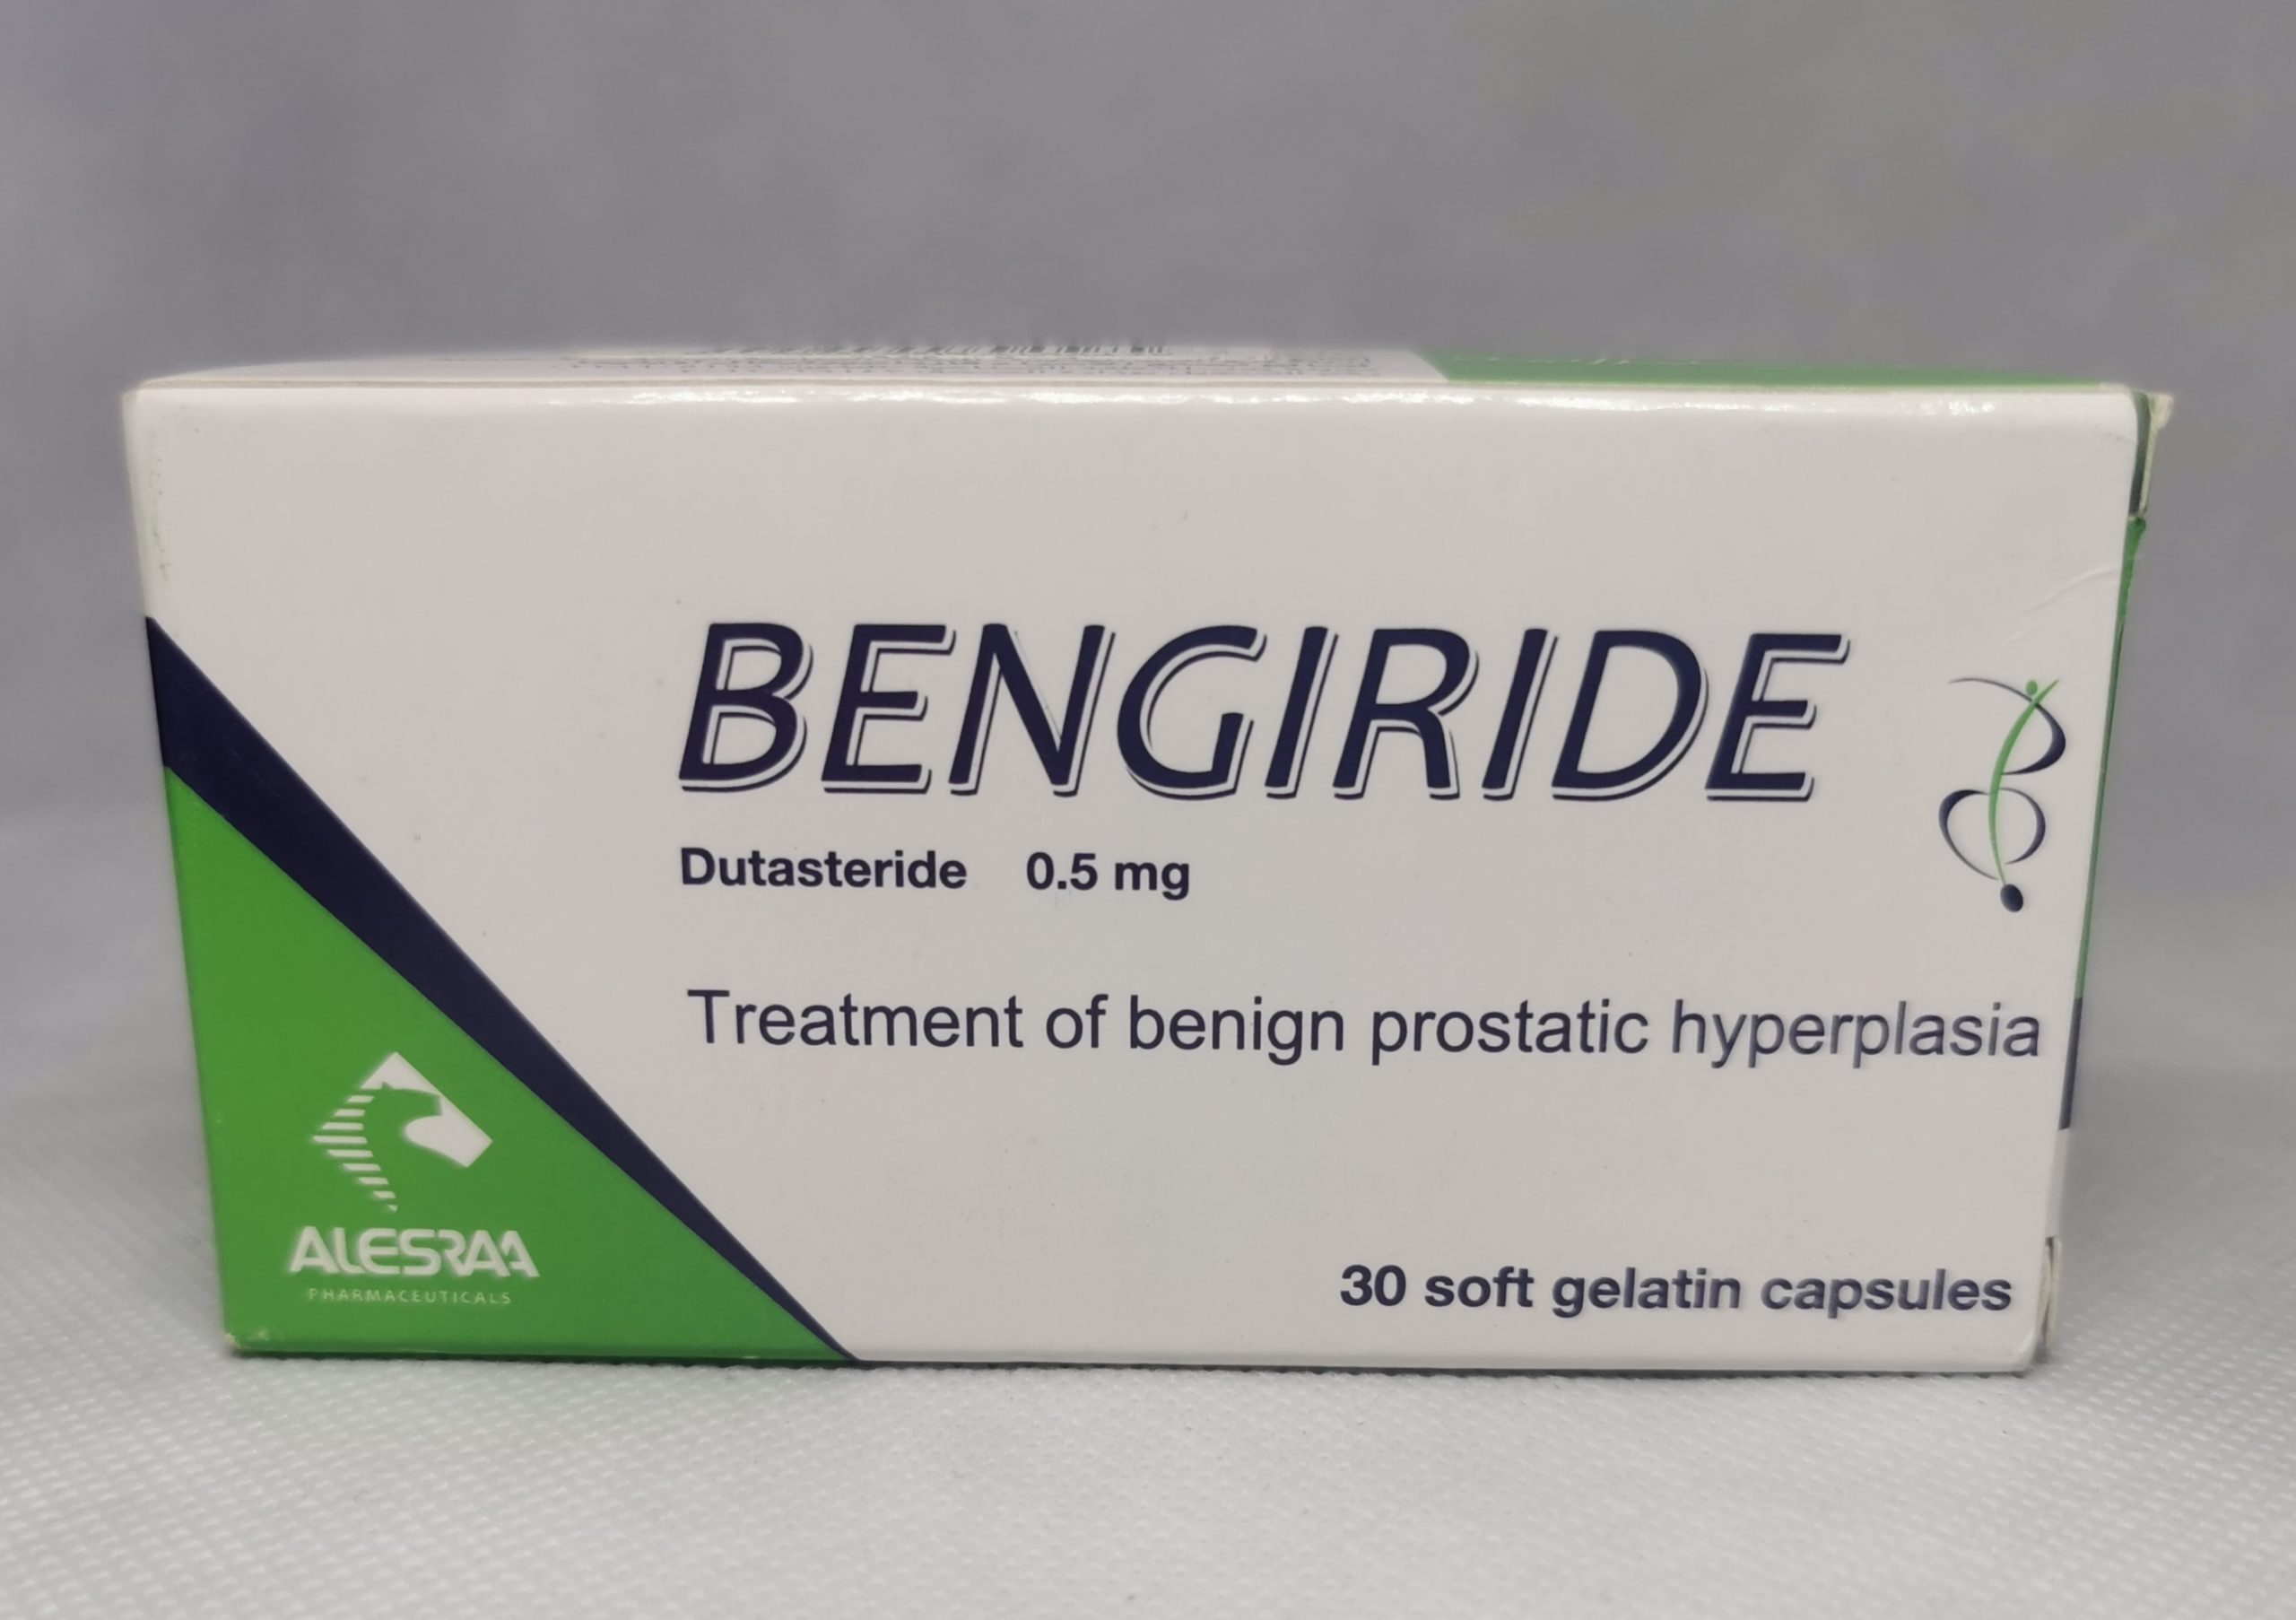 BENGIRIDE
Dutasteride 0.5 mg
Treatment of benign prostatic hyperplasia
ALESRAA
PHARMACEUTICALS
30 soft gelatin capsules